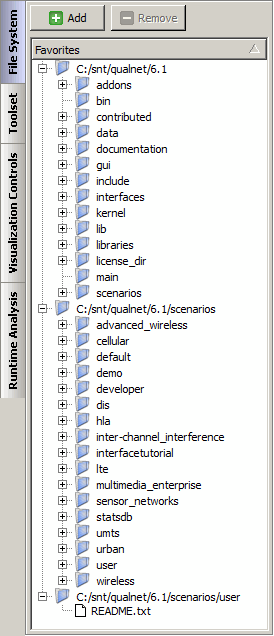 Add
Remove
File System
Toolset
Visualization Controls
Runtime Analysis
Favorites
C:/snt/qualnet/6.1
addons
bin
contributed
data
documentation
gui
include
interfaces
kernel
lib
libraries
license_dir
main
scenarios
C:/snt/qualnet/6.1/scenarios
advanced_wireless
cellular
default
demo
developer
dis
hla
inter-channel_interference
interfacetutorial
lte
multimedia_enterprise
sensor_networks
statsdb
umts
urban
user
wireless
C:/snt/qualnet/6.1/scenarios/user
README.txt